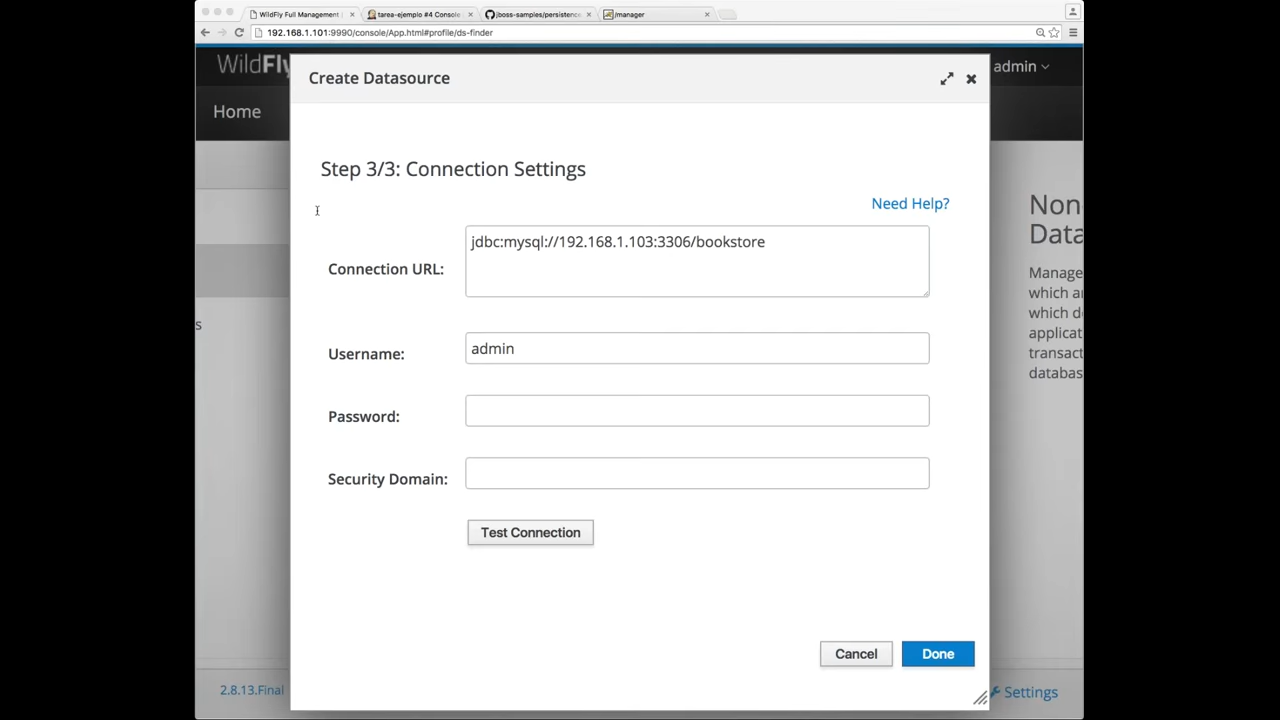 WildFly Full Management
tarea-ejemplo #4 Console
jboss-samples/persistence
/manager
192.168.1.101:9990/console/App.html#profile/ds-finder
WildFly
admin
Home
Create Datasource
Step 3/3: Connection Settings
Need Help?
Connection URL:
jdbc:mysql://192.168.1.103:3306/bookstore
Username:
admin
Password:
Security Domain:
Test Connection
Cancel
Done
s
Non
Data
Manage
which a
which d
applicat
transact
databas
2.8.13.Final
Settings